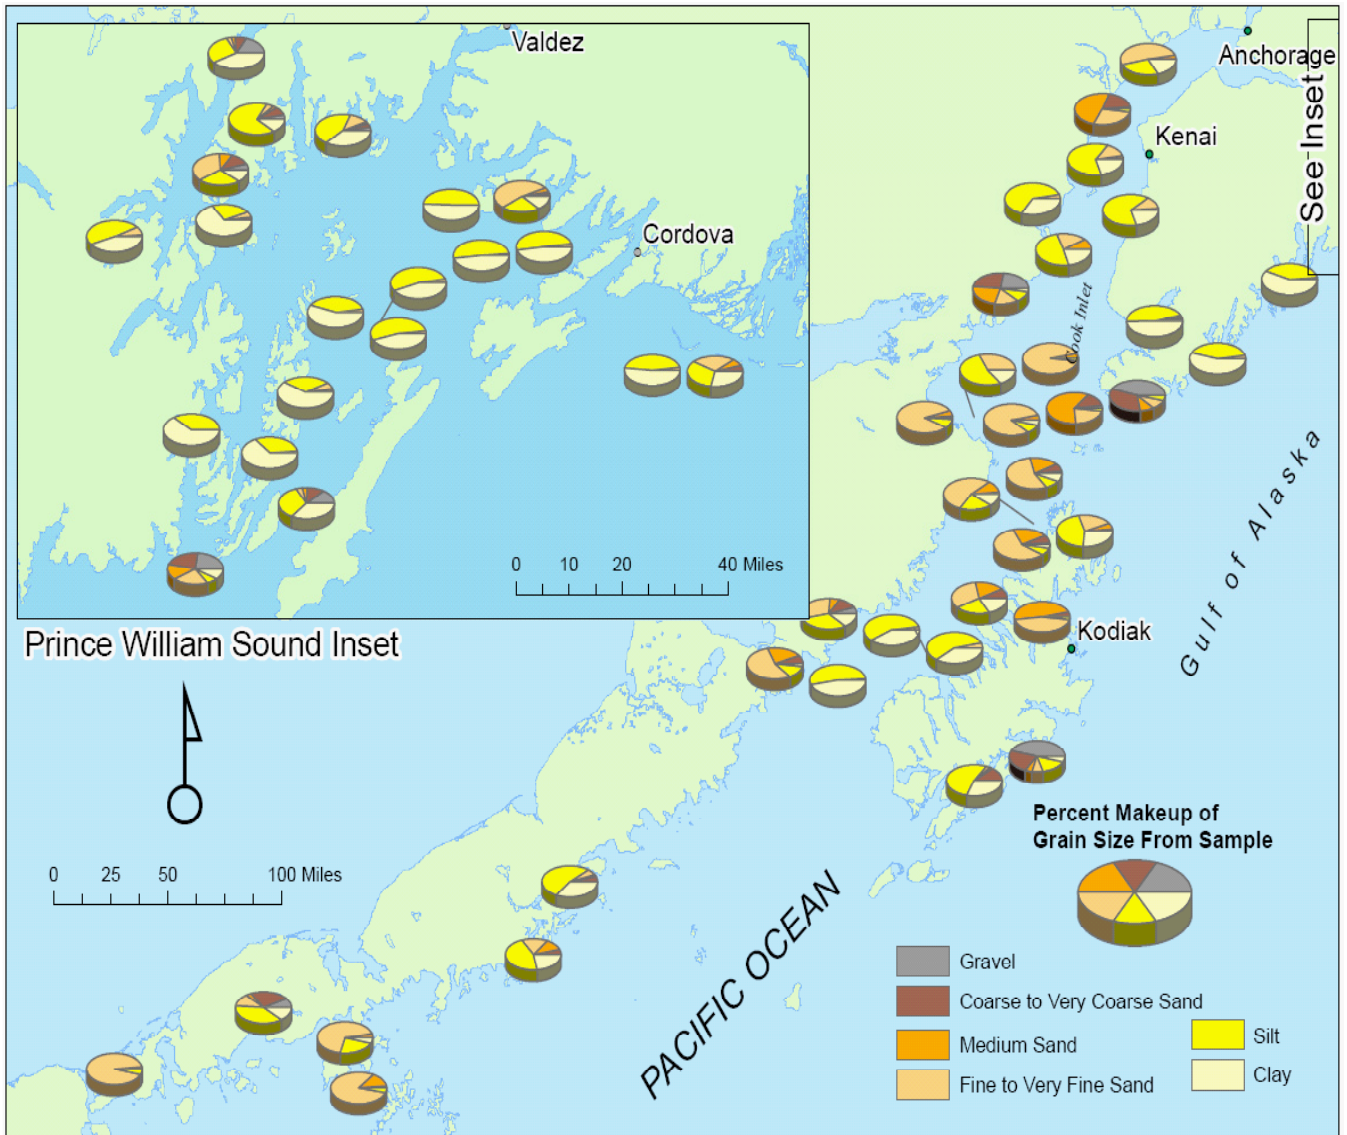 Valdez
Anchorage
Kenai
See Inset
Cordova
Cook Inlet
0 10 20 40 Miles
Gulf of Alaska
Prince William Sound Inset
Kodiak
Percent Makeup of
Grain Size From Sample
0 25 50 100 Miles
PACIFIC OCEAN
Gravel
Coarse to Very Coarse Sand
Medium Sand
Silt
Fine to Very Fine Sand
Clay